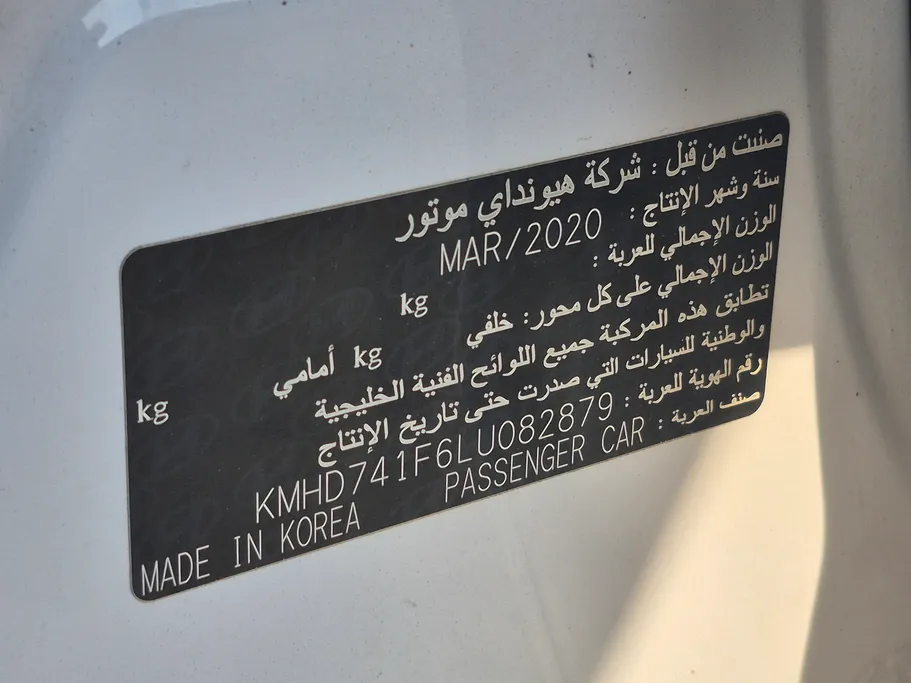 صنعت من قبل : شركة هيونداي موتور
سنة وشهر الإنتاج : MAR/2020
الوزن الإجمالي للعربة : kg
الوزن الإجمالي على كل محور: خلفي kg أمامي kg
تطابق هذه المركبة جميع اللوائح الفنية الخليجية
والوطنية للسيارات التي صدرت حتى تاريخ الإنتاج
رقم الهوية للعربة : KMHD741F6LU082879
صنف العربة : PASSENGER CAR
MADE IN KOREA